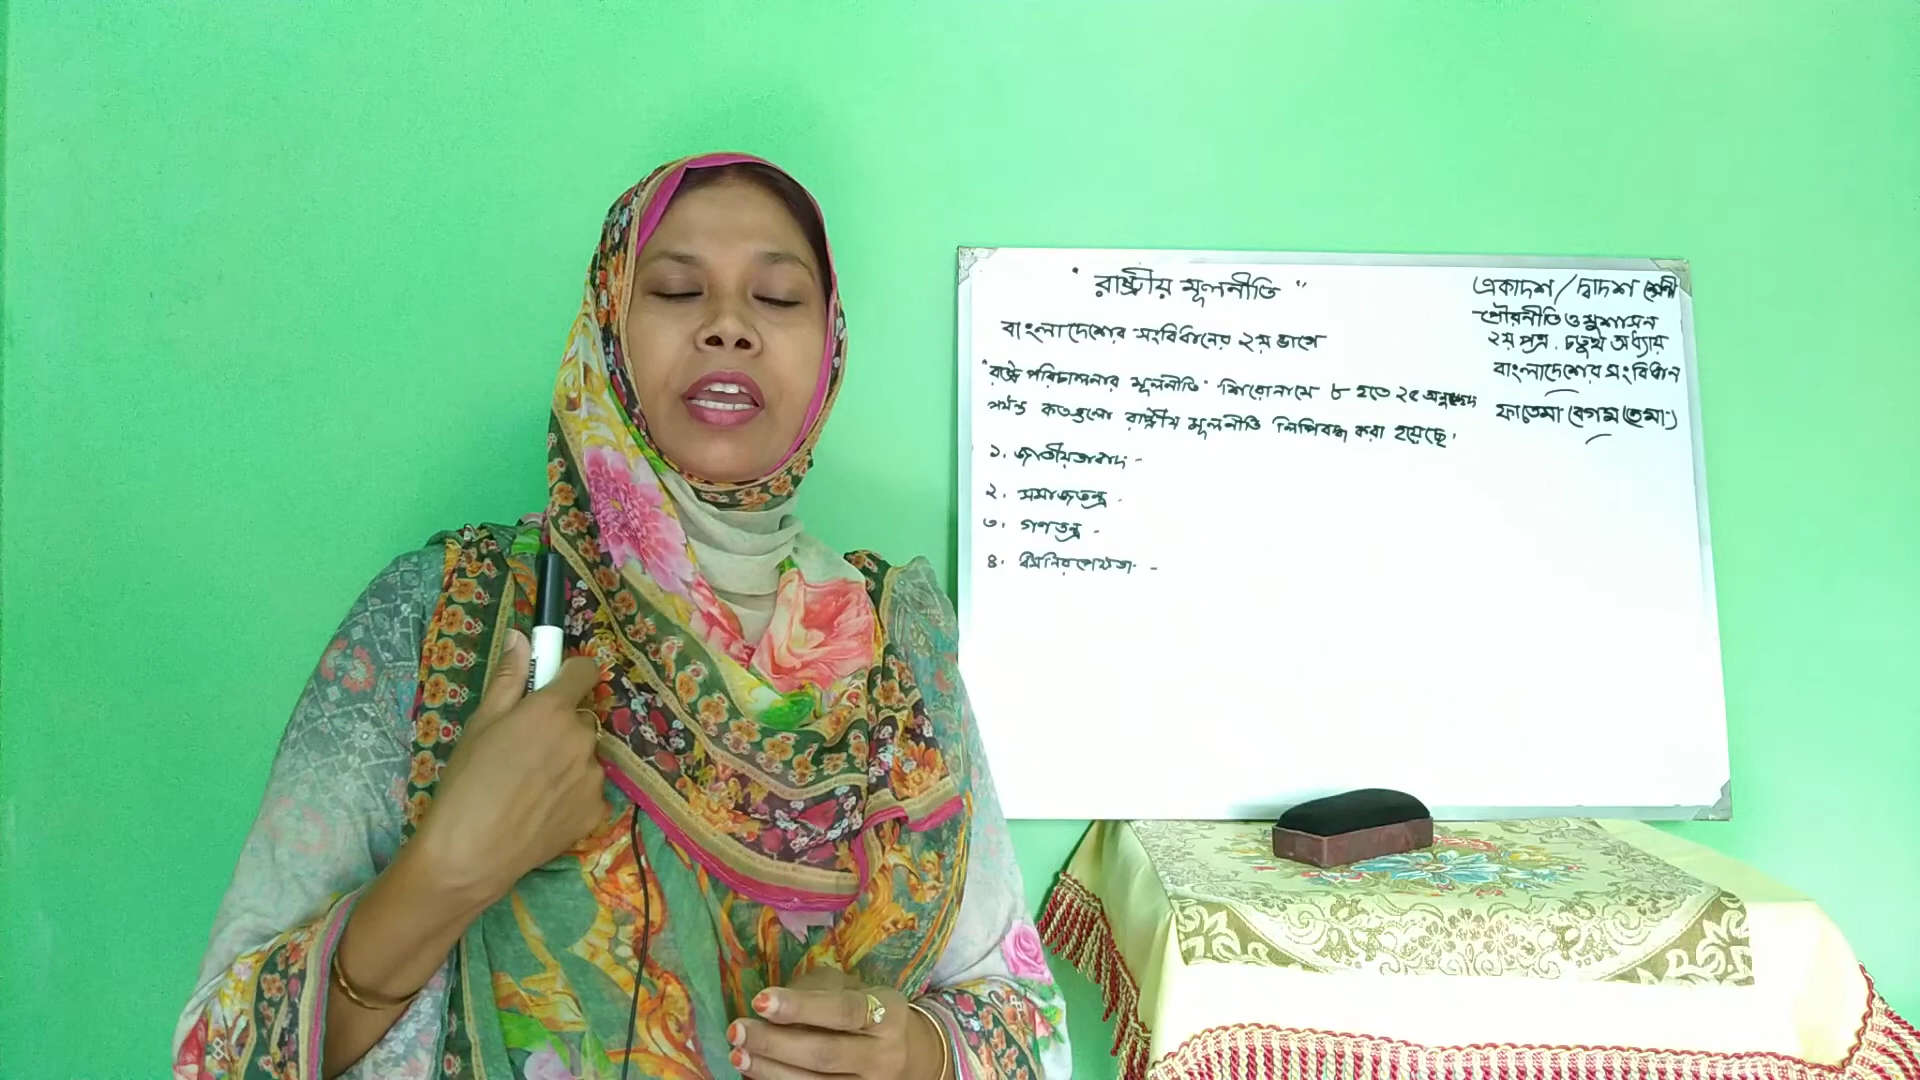 "রাষ্ট্রীয় মূলনীতি"
বাংলাদেশের সংবিধানের ২য় ভাগে
"রাষ্ট্র পরিচালনার মূলনীতি" শিরোনামে ৮ হতে ২৫ অনুচ্ছেদ
পর্যন্ত কতগুলো রাষ্ট্রীয় মূলনীতি লিপিবদ্ধ করা হয়েছে।
১. জাতীয়তাবাদ -
২. সমাজতন্ত্র -
৩. গণতন্ত্র -
৪. ধর্মনিরপেক্ষতা -
একাদশ/দ্বাদশ শ্রেণী
পৌরনীতি ও সুশাসন
২য় পত্র, চতুর্থ অধ্যায়
বাংলাদেশের সংবিধান
ফাতেমা বেগম (হেমা)